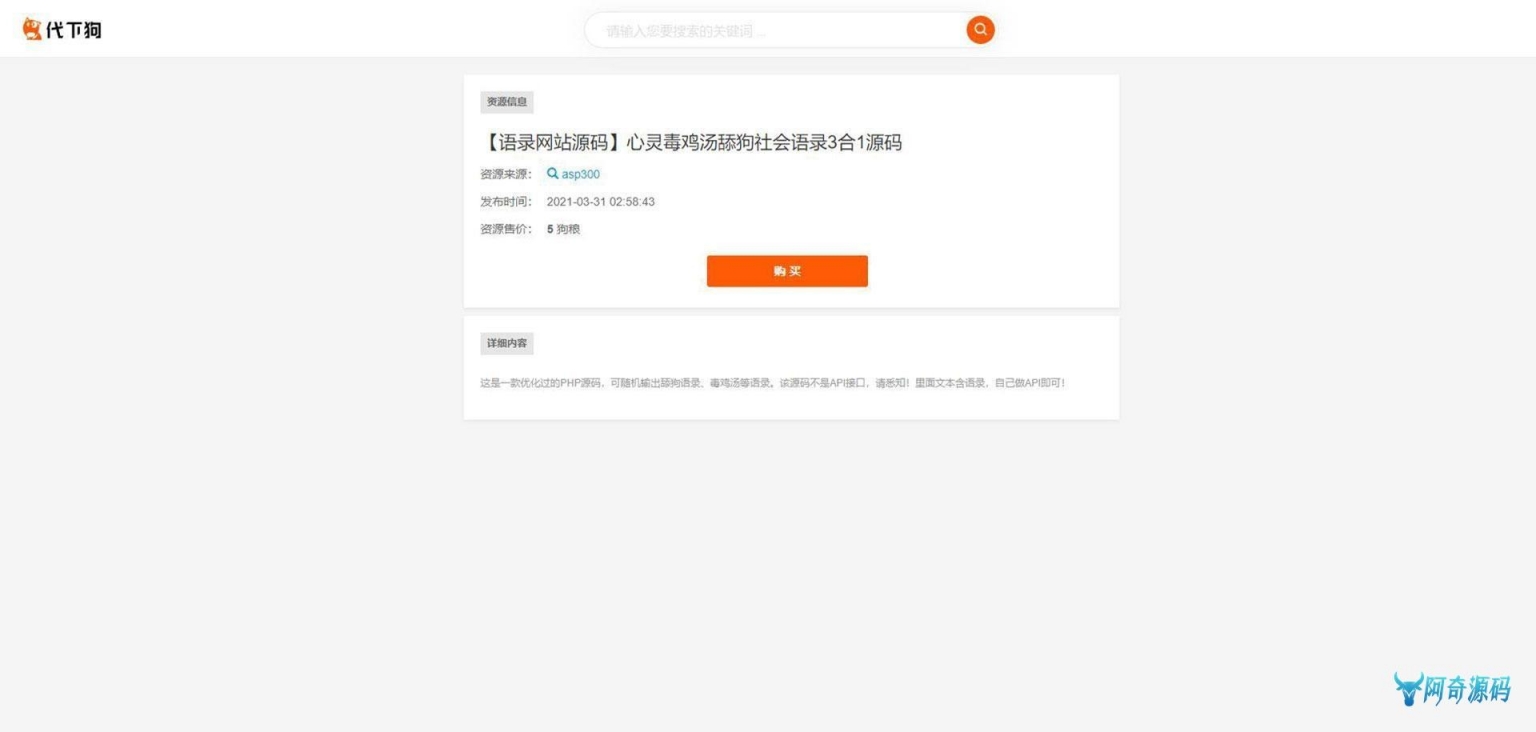 代下狗
请输入您要搜索的关键词 ...
资源信息
【语录网站源码】心灵毒鸡汤舔狗社会语录3合1源码
资源来源： asp300
发布时间： 2021-03-31 02:58:43
资源售价： 5 狗粮
购 买
详细内容
这是一款优化过的PHP源码，可随机输出舔狗语录、毒鸡汤等语录。该源码不是API接口，请悉知！里面文本含语录，自己做API即可！
阿奇源码